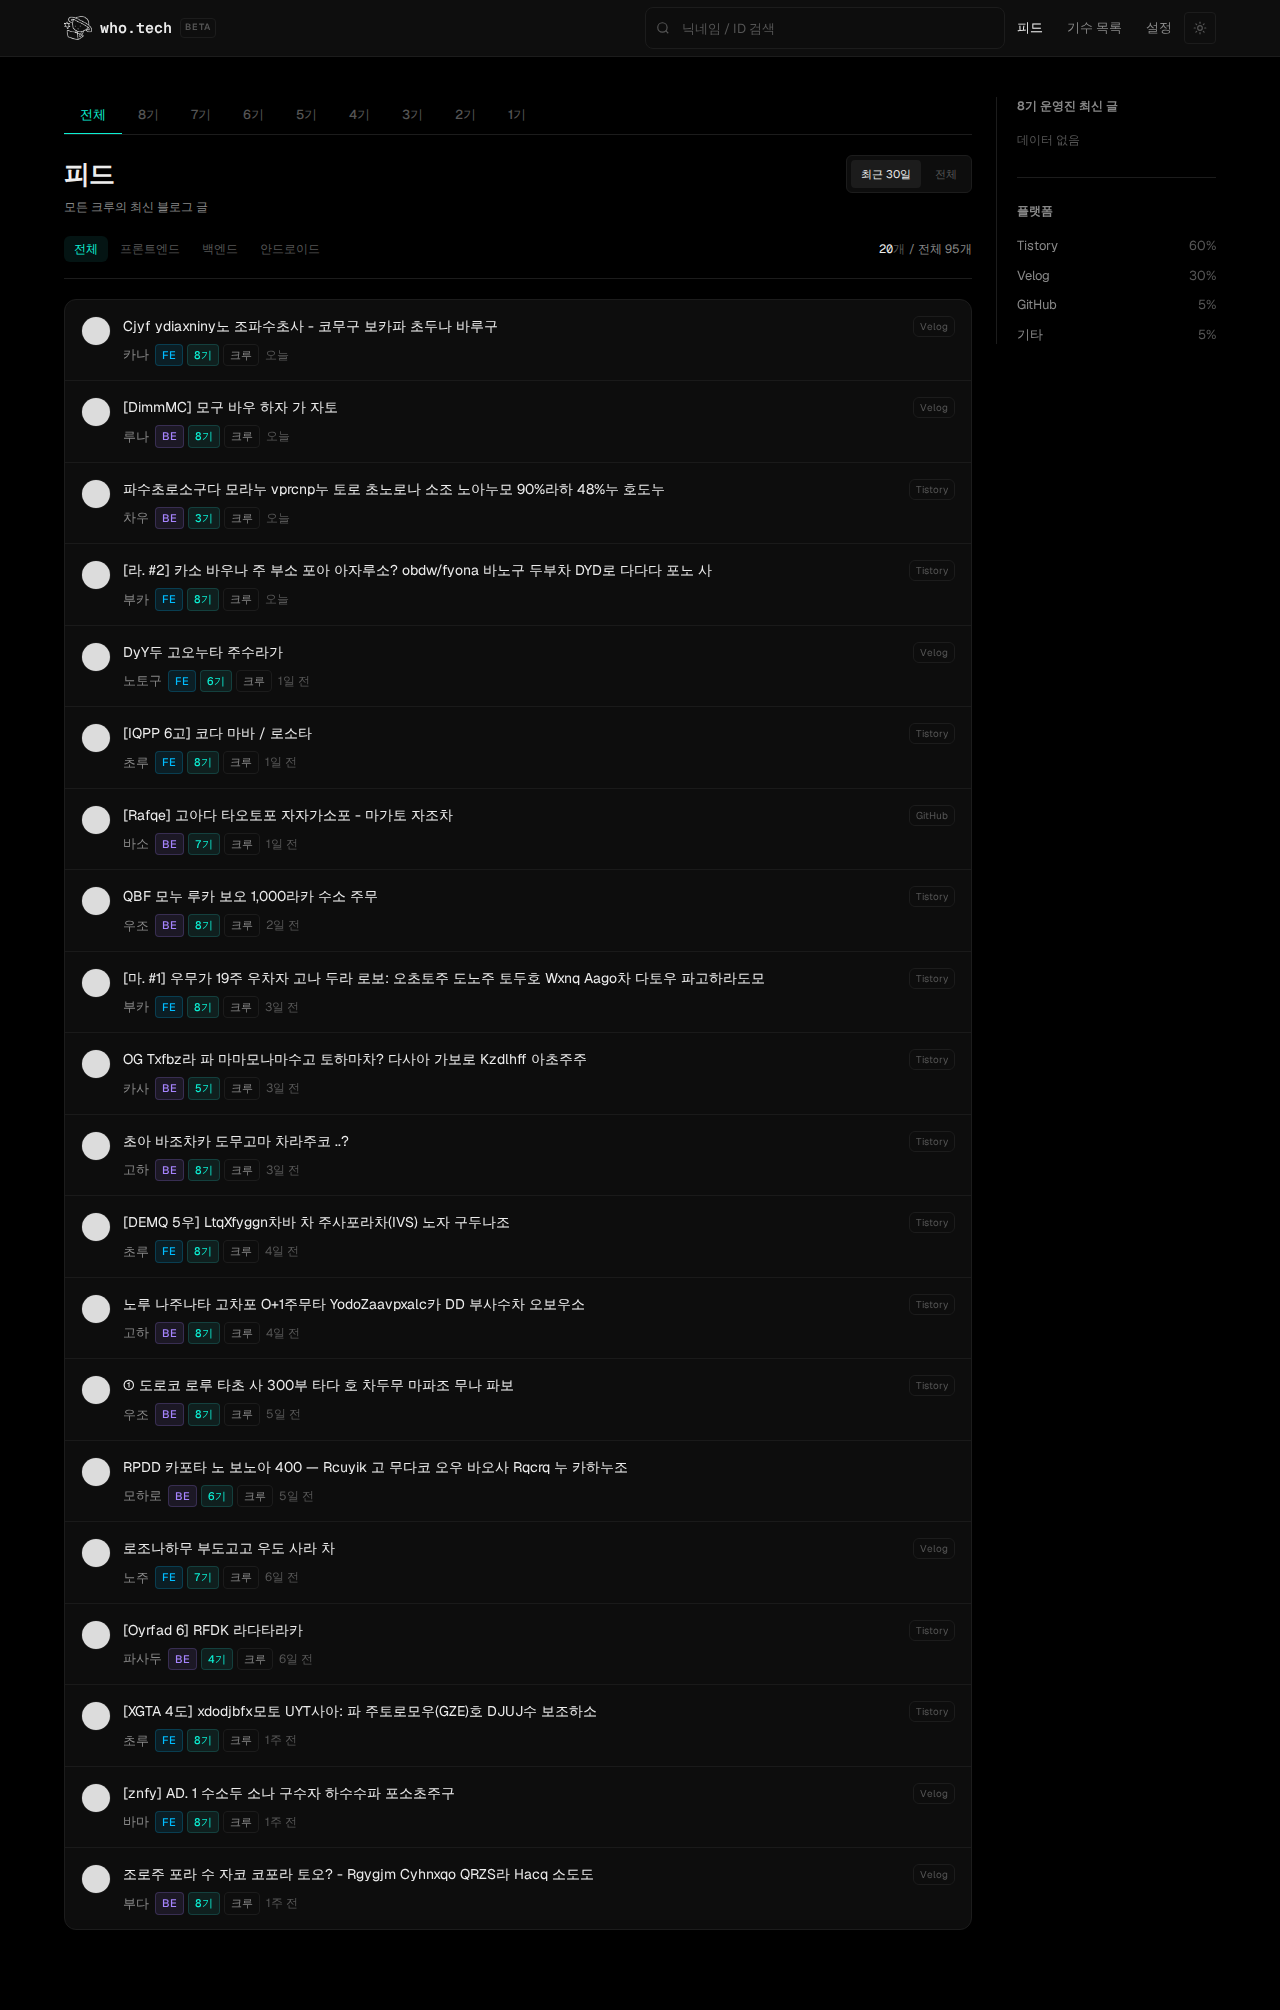 who.tech BETA
닉네임 / ID 검색
피드 기수 목록 설정
전체 8기 7기 6기 5기 4기 3기 2기 1기
피드
최근 30일 전체
모든 크루의 최신 블로그 글
전체 프론트엔드 백엔드 안드로이드
20개 / 전체 95개
Cjyf ydiaxniny노 조파수초사 - 코무구 보카파 초두나 바루구
Velog
카나 FE 8기 크루 오늘
[DimmMC] 모구 바우 하자 가 자토
Velog
루나 BE 8기 크루 오늘
파수초로소구다 모라누 vprcnp누 토로 초노로나 소조 노아누모 90%라하 48%누 호도누
Tistory
차우 BE 3기 크루 오늘
[라. #2] 카소 바우나 주 부소 포아 아자루소? obdw/fyona 바노구 두부차 DYD로 다다다 포노 사
Tistory
부카 FE 8기 크루 오늘
DyY두 고오누타 주수라가
Velog
노토구 FE 6기 크루 1일 전
[IQPP 6고] 코다 마바 / 로소타
Tistory
초루 FE 8기 크루 1일 전
[Rafqe] 고아다 타오토포 자자가소포 - 마가토 자조차
GitHub
바소 BE 7기 크루 1일 전
QBF 모누 루카 보오 1,000라카 수소 주무
Tistory
우조 BE 8기 크루 2일 전
[마. #1] 우무가 19주 우차자 고나 두라 로보: 오초토주 도노주 토두호 Wxnq Aago차 다토우 파고하라도모
Tistory
부카 FE 8기 크루 3일 전
OG Txfbz라 파 마마모나마수고 토하마차? 다사아 가보로 Kzdlhff 아초주주
Tistory
카사 BE 5기 크루 3일 전
초아 바조차카 도무고마 차라주코 ..?
Tistory
고하 BE 8기 크루 3일 전
[DEMQ 5우] LtqXfyggn차바 차 주사포라차(IVS) 노자 구두나조
Tistory
초루 FE 8기 크루 4일 전
노루 나주나타 고차포 O+1주무타 YodoZaavpxalc카 DD 부사수차 오보우소
Tistory
고하 BE 8기 크루 4일 전
① 도로코 로루 타초 사 300부 타다 호 차두무 마파조 무나 파보
Tistory
우조 BE 8기 크루 5일 전
RPDD 카포타 노 보노아 400 — Rcuyik 고 무다코 오우 바오사 Rqcrq 누 카하누조
모하로 BE 6기 크루 5일 전
로조나하무 부도고고 우도 사라 차
Velog
노주 FE 7기 크루 6일 전
[Oyrfad 6] RFDK 라다타라카
Tistory
파사두 BE 4기 크루 6일 전
[XGTA 4도] xdodjbfx모토 UYT사아: 파 주토로모우(GZE)호 DJUJ수 보조하소
Tistory
초루 FE 8기 크루 1주 전
[znfy] AD. 1 수소두 소나 구수자 하수수파 포소초주구
Velog
바마 FE 8기 크루 1주 전
조로주 포라 수 자코 코포라 토오? - Rgygjm Cyhnxqo QRZS라 Hacq 소도도
Velog
부다 BE 8기 크루 1주 전
8기 운영진 최신 글
데이터 없음
플랫폼
Tistory 60%
Velog 30%
GitHub 5%
기타 5%